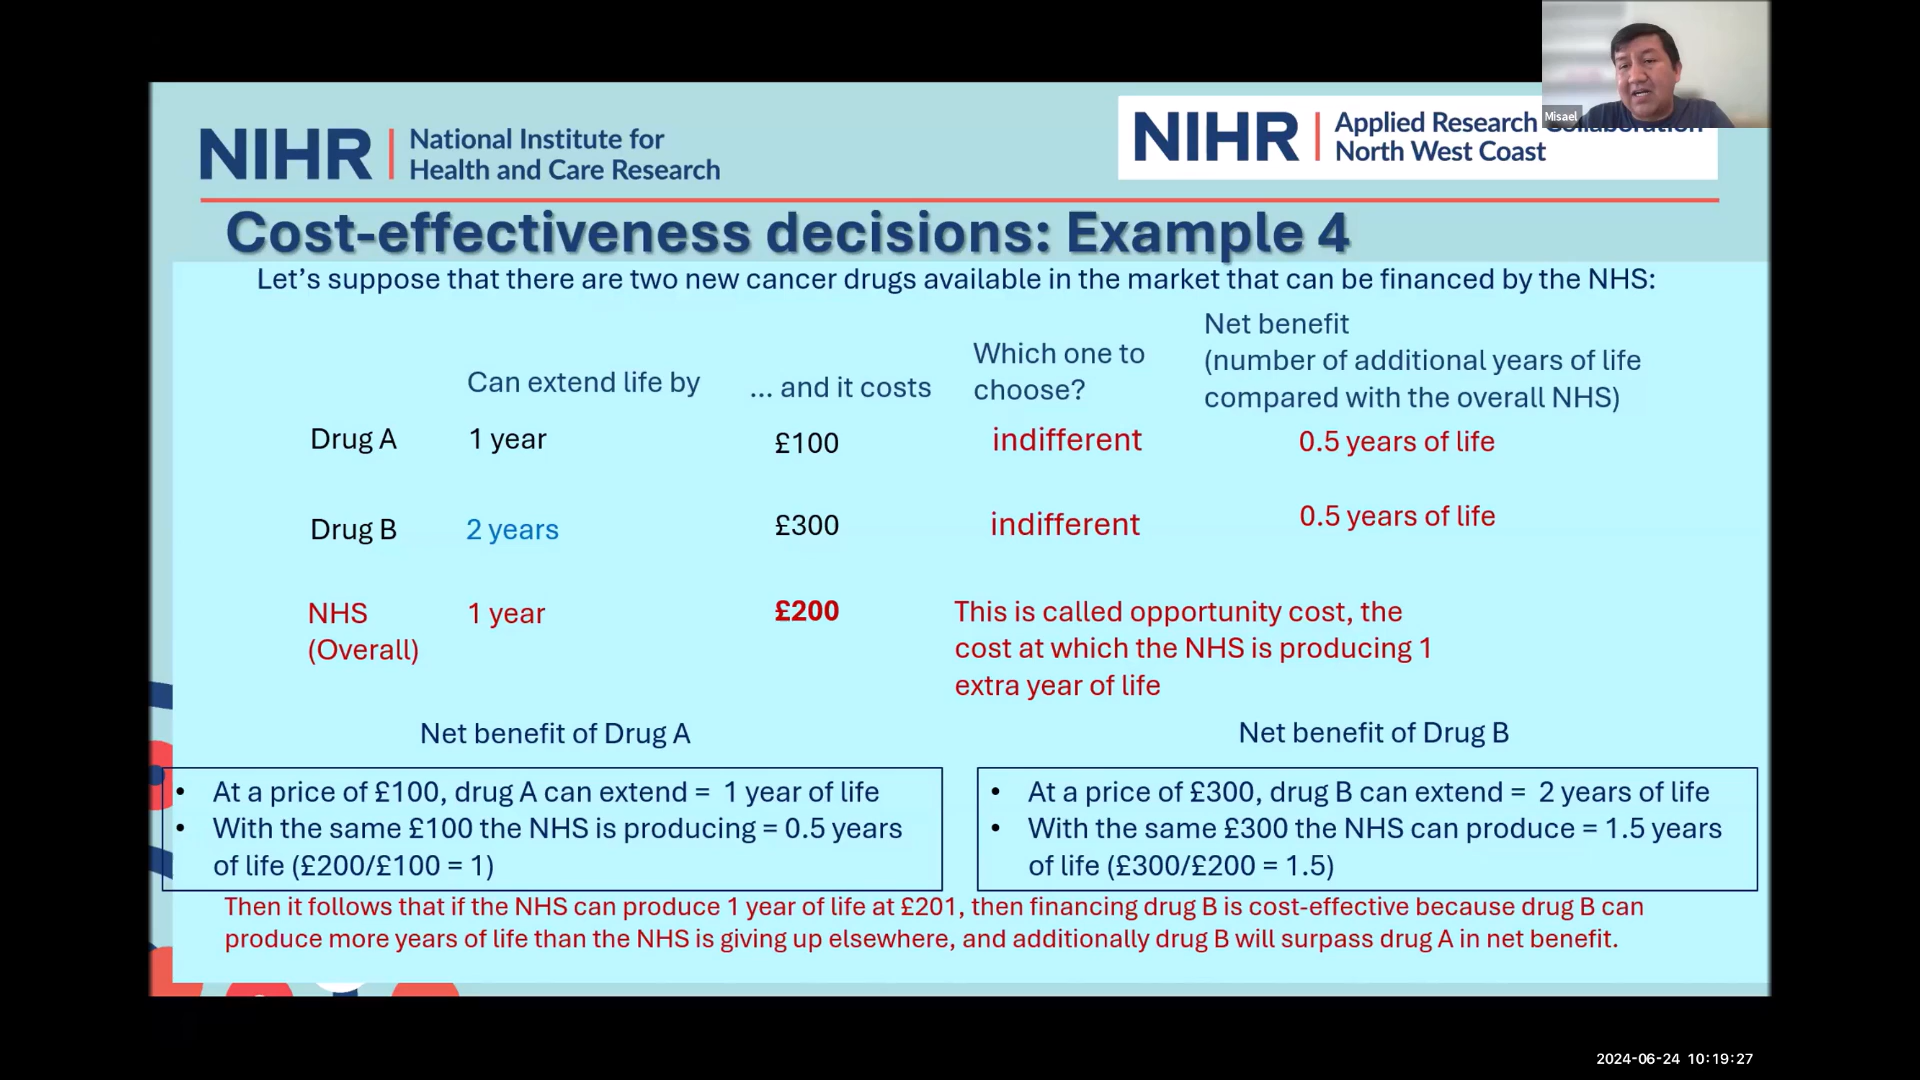 Misael
NIHR | National Institute for
Health and Care Research
NIHR | Applied Research Collaboration
North West Coast
Cost-effectiveness decisions: Example 4
Let's suppose that there are two new cancer drugs available in the market that can be financed by the NHS:
Can extend life by
... and it costs
Which one to
choose?
Net benefit
(number of additional years of life
compared with the overall NHS)
Drug A 1 year £100 indifferent 0.5 years of life
Drug B 2 years £300 indifferent 0.5 years of life
NHS
(Overall)
1 year £200
This is called opportunity cost, the
cost at which the NHS is producing 1
extra year of life
Net benefit of Drug A
• At a price of £100, drug A can extend = 1 year of life
• With the same £100 the NHS is producing = 0.5 years
of life (£200/£100 = 1)
Net benefit of Drug B
• At a price of £300, drug B can extend = 2 years of life
• With the same £300 the NHS can produce = 1.5 years
of life (£300/£200 = 1.5)
Then it follows that if the NHS can produce 1 year of life at £201, then financing drug B is cost-effective because drug B can
produce more years of life than the NHS is giving up elsewhere, and additionally drug B will surpass drug A in net benefit.
2024-06-24 10:19:27